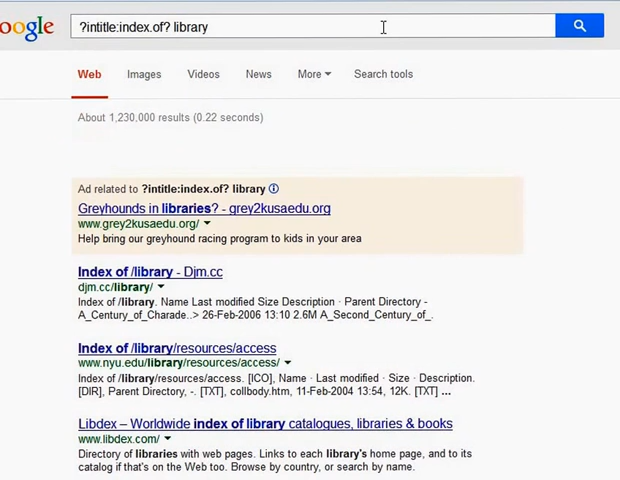 oogle ?intitle:index.of? library
Web Images Videos News More Search tools
About 1,230,000 results (0.22 seconds)
Ad related to ?intitle:index.of? library
Greyhounds in libraries? - grey2kusaedu.org
www.grey2kusaedu.org/
Help bring our greyhound racing program to kids in your area
Index of /library - Djm.cc
djm.cc/library/
Index of /library. Name Last modified Size Description · Parent Directory -
A_Century_of_Charade..> 26-Feb-2006 13:10 2.6M A_Second_Century_of_.
Index of /library/resources/access
www.nyu.edu/library/resources/access/
Index of /library/resources/access. [ICO], Name · Last modified · Size · Description.
[DIR], Parent Directory, -. [TXT], collbody.htm, 11-Feb-2004 13:54, 12K. [TXT] ...
Libdex – Worldwide index of library catalogues, libraries & books
www.libdex.com/
Directory of libraries with web pages. Links to each library's home page, and to its
catalog if that's on the Web too. Browse by country, or search by name.